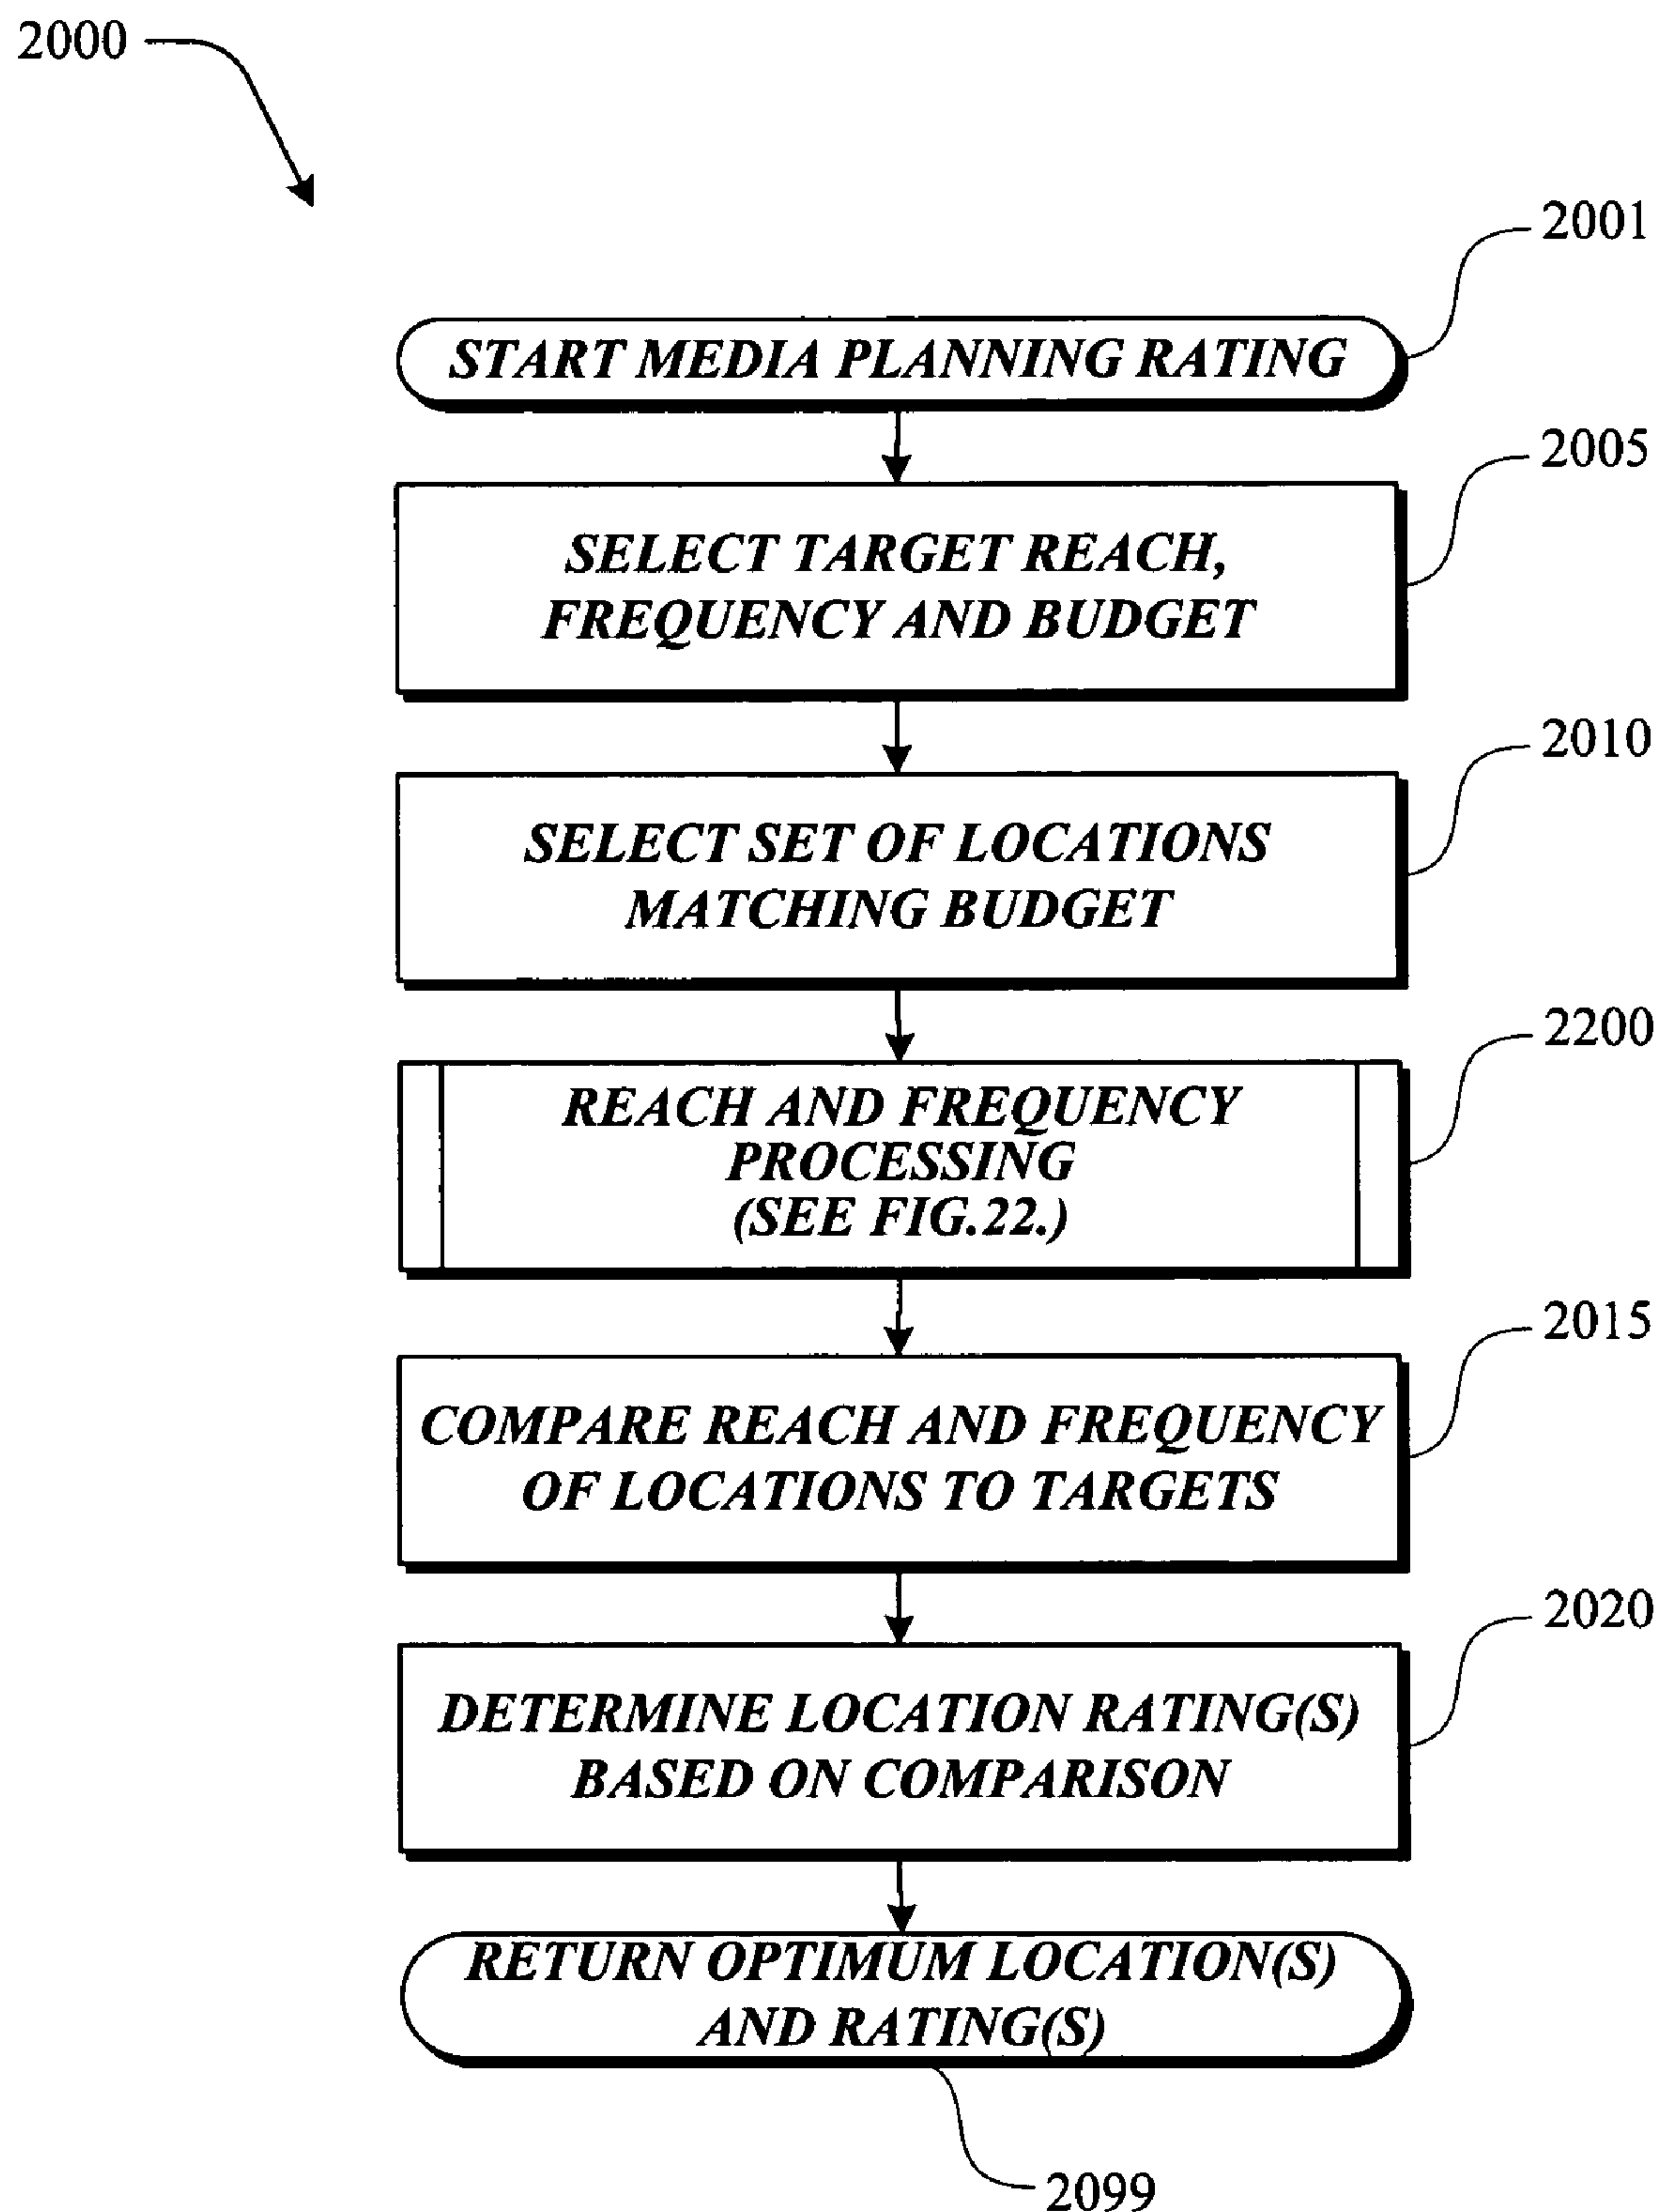 2000
2001
START MEDIA PLANNING RATING
2005
SELECT TARGET REACH,
FREQUENCY AND BUDGET
2010
SELECT SET OF LOCATIONS
MATCHING BUDGET
2200
REACH AND FREQUENCY
PROCESSING
(SEE FIG.22.)
2015
COMPARE REACH AND FREQUENCY
OF LOCATIONS TO TARGETS
2020
DETERMINE LOCATION RATING(S)
BASED ON COMPARISON
RETURN OPTIMUM LOCATION(S)
AND RATING(S)
2099